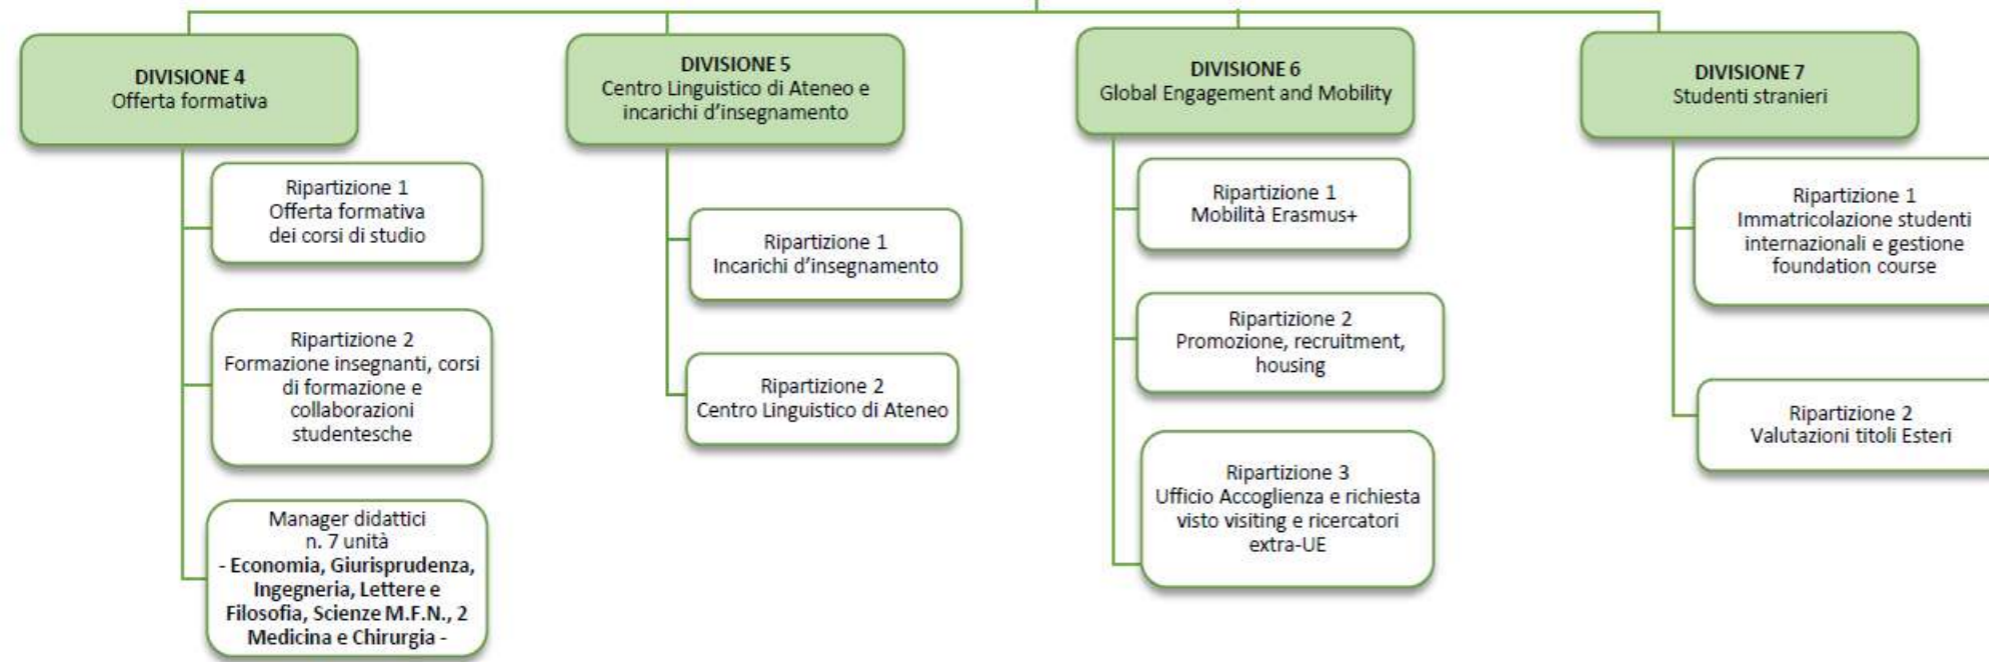 DIVISIONE 4
Offerta formativa
Ripartizione 1
Offerta formativa
dei corsi di studio
Ripartizione 2
Formazione insegnanti, corsi
di formazione e
collaborazioni
studentesche
Manager didattici
n. 7 unità
- Economia, Giurisprudenza,
Ingegneria, Lettere e
Filosofia, Scienze M.F.N., 2
Medicina e Chirurgia -
DIVISIONE 5
Centro Linguistico di Ateneo e
incarichi d’insegnamento
Ripartizione 1
Incarichi d’insegnamento
Ripartizione 2
Centro Linguistico di Ateneo
DIVISIONE 6
Global Engagement and Mobility
Ripartizione 1
Mobilità Erasmus+
Ripartizione 2
Promozione, recruitment,
housing
Ripartizione 3
Ufficio Accoglienza e richiesta
visto visiting e ricercatori
extra-UE
DIVISIONE 7
Studenti stranieri
Ripartizione 1
Immatricolazione studenti
internazionali e gestione
foundation course
Ripartizione 2
Valutazioni titoli Esteri